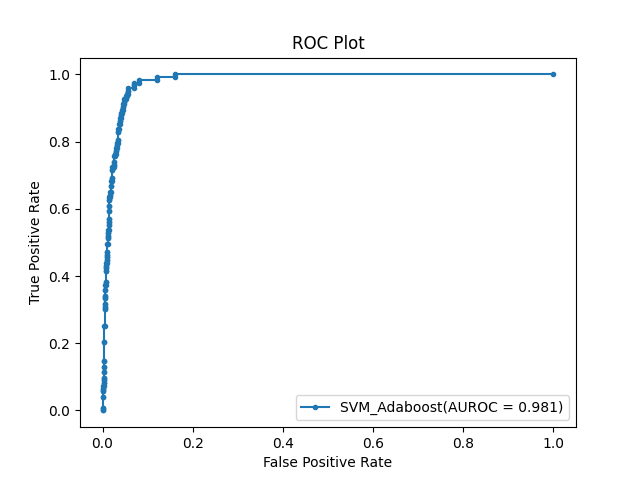 ROC Plot
1.0
0.8
0.6
0.4
0.2
0.0
True Positive Rate
SVM_Adaboost(AUROC = 0.981)
0.0 0.2 0.4 0.6 0.8 1.0
False Positive Rate